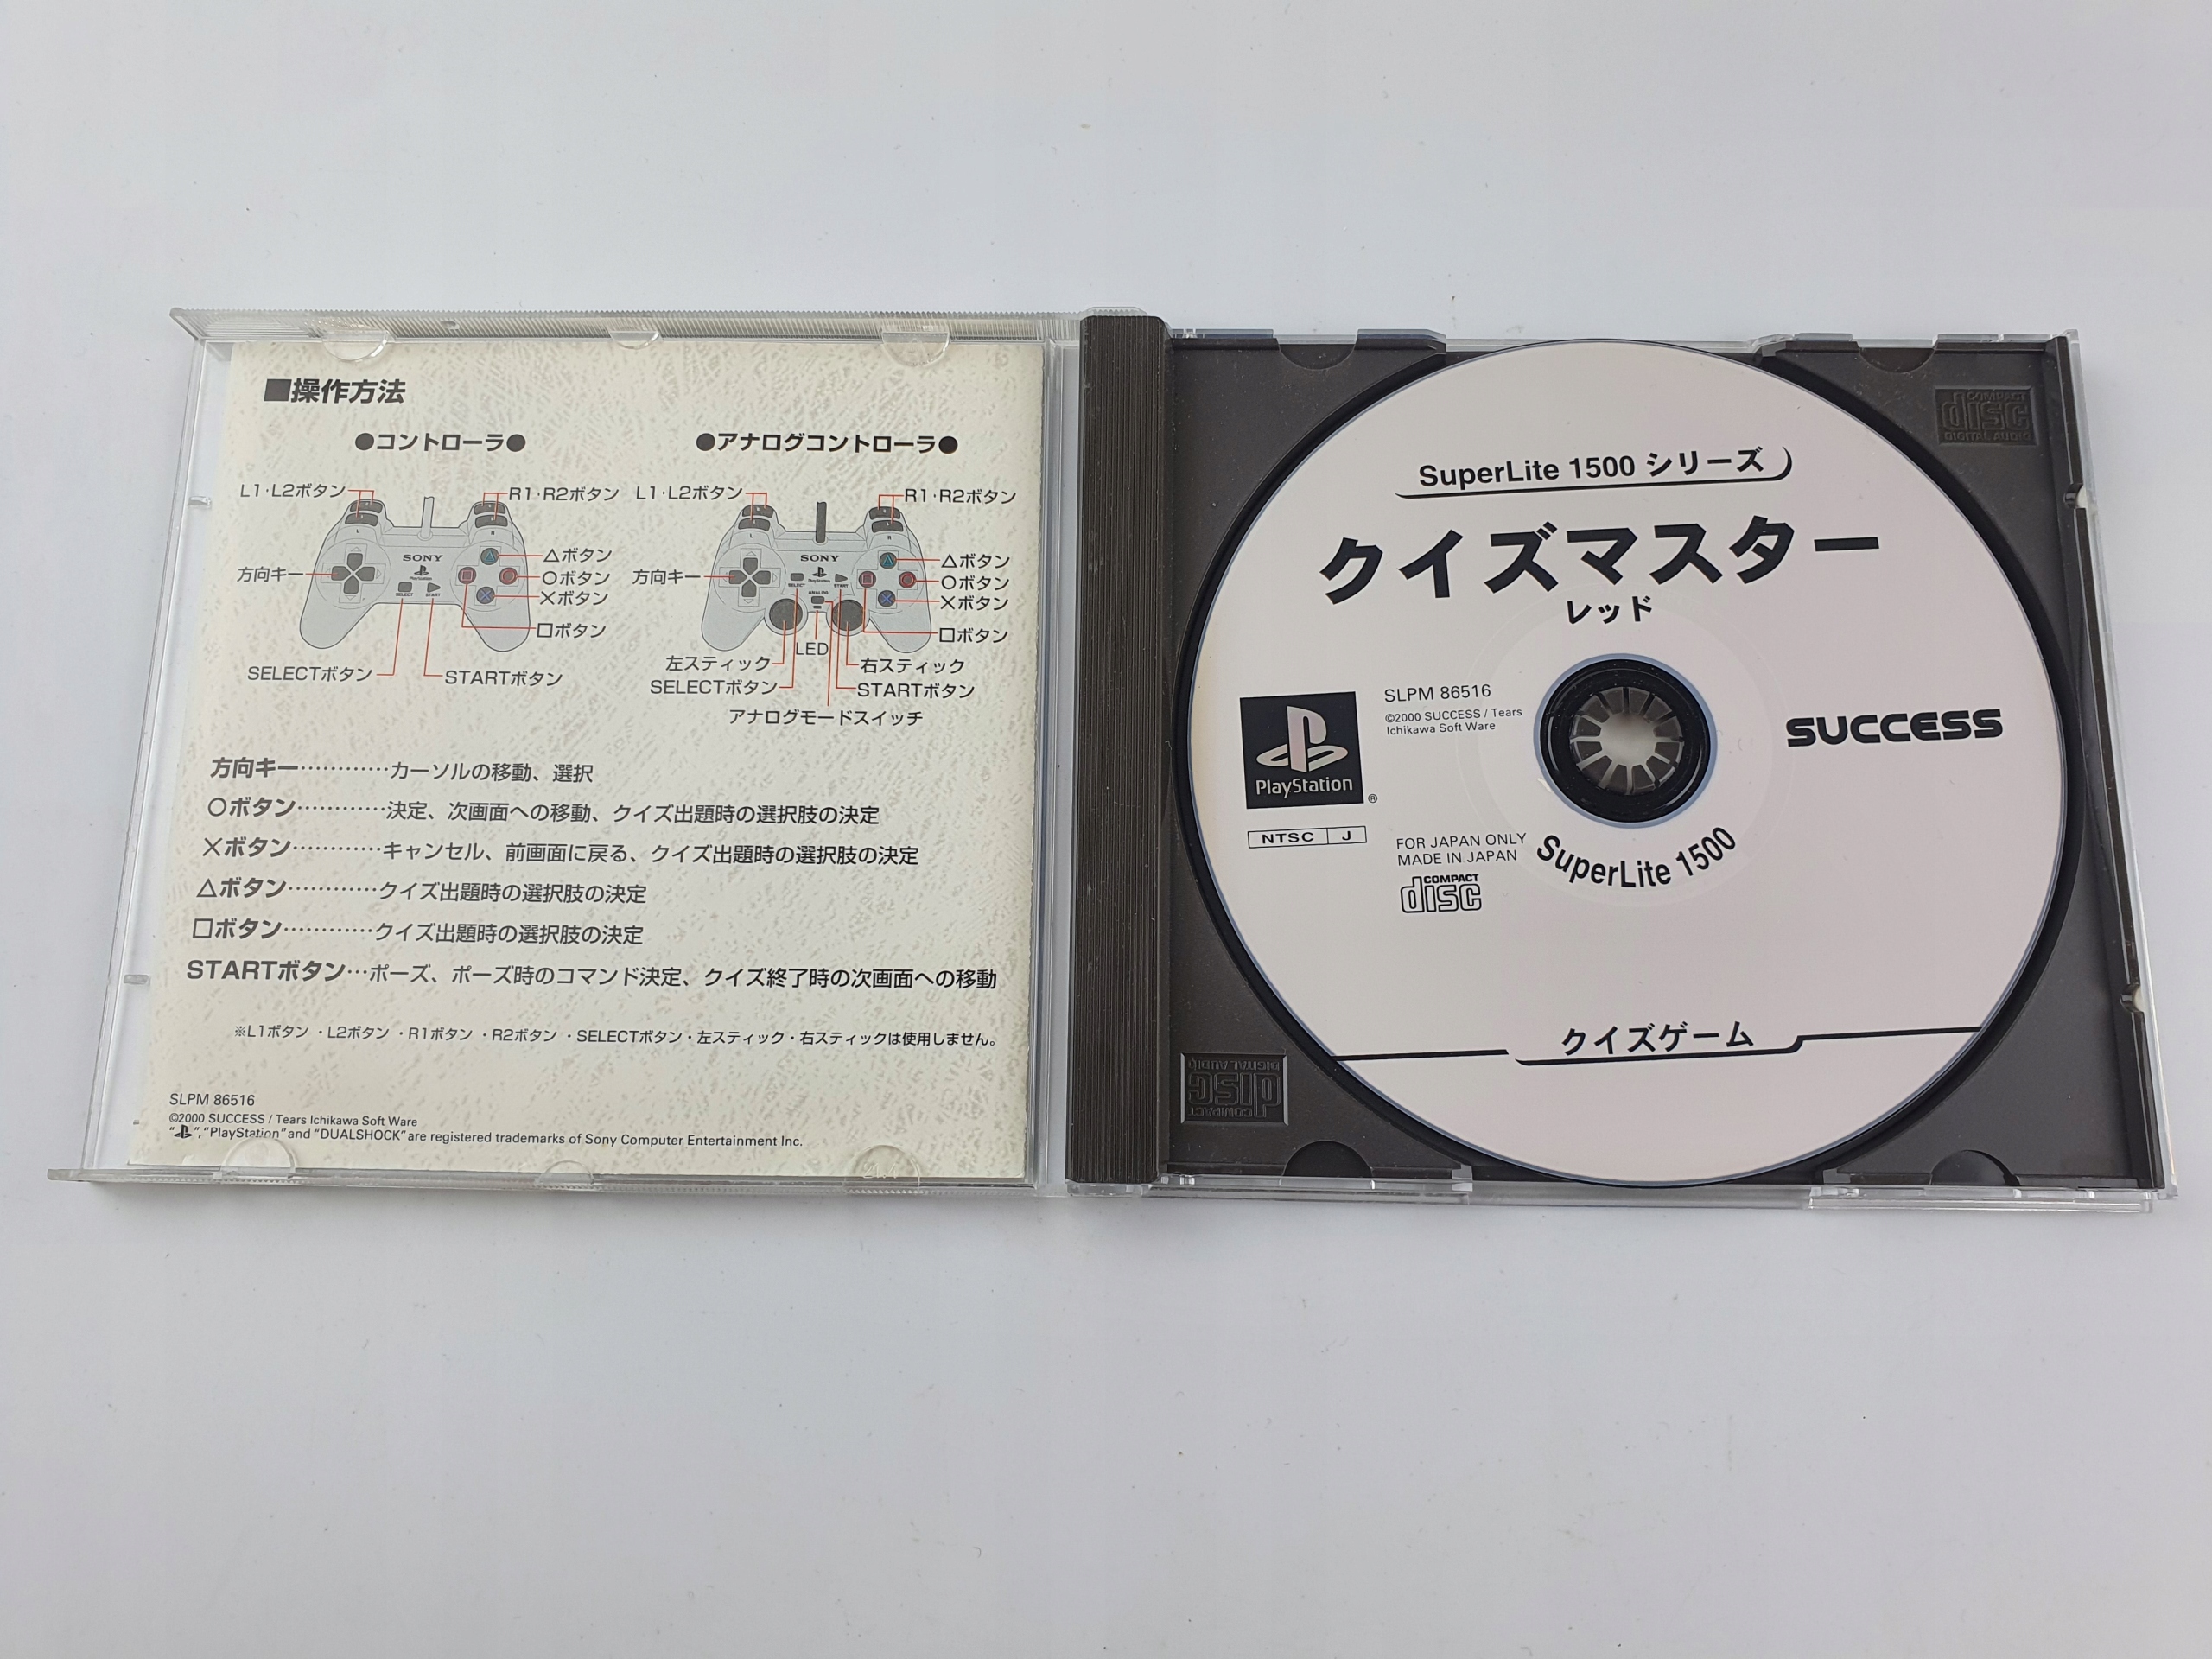 ■操作方法
●コントローラ●
L1·L2ボタン
R1·R2ボタン
SONY
PlayStation
SELECT
START
方向キー
△ボタン
○ボタン
×ボタン
□ボタン
SELECTボタン
STARTボタン
●アナログコントローラ●
L1·L2ボタン
R1·R2ボタン
SONY
PlayStation
SELECT
START
ANALOG
方向キー
△ボタン
○ボタン
×ボタン
□ボタン
LED
左スティック
右スティック
SELECTボタン
STARTボタン
アナログモードスイッチ
方向キー…………カーソルの移動、選択
○ボタン…………決定、次画面への移動、クイズ出題時の選択肢の決定
×ボタン…………キャンセル、前画面に戻る、クイズ出題時の選択肢の決定
△ボタン…………クイズ出題時の選択肢の決定
□ボタン…………クイズ出題時の選択肢の決定
STARTボタン…ポーズ、ポーズ時のコマンド決定、クイズ終了時の次画面への移動
※L1ボタン・L2ボタン・R1ボタン・R2ボタン・SELECTボタン・左スティック・右スティックは使用しません。
SLPM 86516
©2000 SUCCESS / Tears Ichikawa Soft Ware
“ ”, “PlayStation” and “DUALSHOCK” are registered trademarks of Sony Computer Entertainment Inc.
COMPACT
disc
DIGITAL AUDIO
SuperLite 1500 シリーズ
クイズマスター
レッド
SLPM 86516
©2000 SUCCESS / Tears
Ichikawa Soft Ware
PlayStation
®
SUCCESS
NTSC J
FOR JAPAN ONLY
MADE IN JAPAN
COMPACT
disc
SuperLite 1500
クイズゲーム
COMPACT
disc
DIGITAL AUDIO